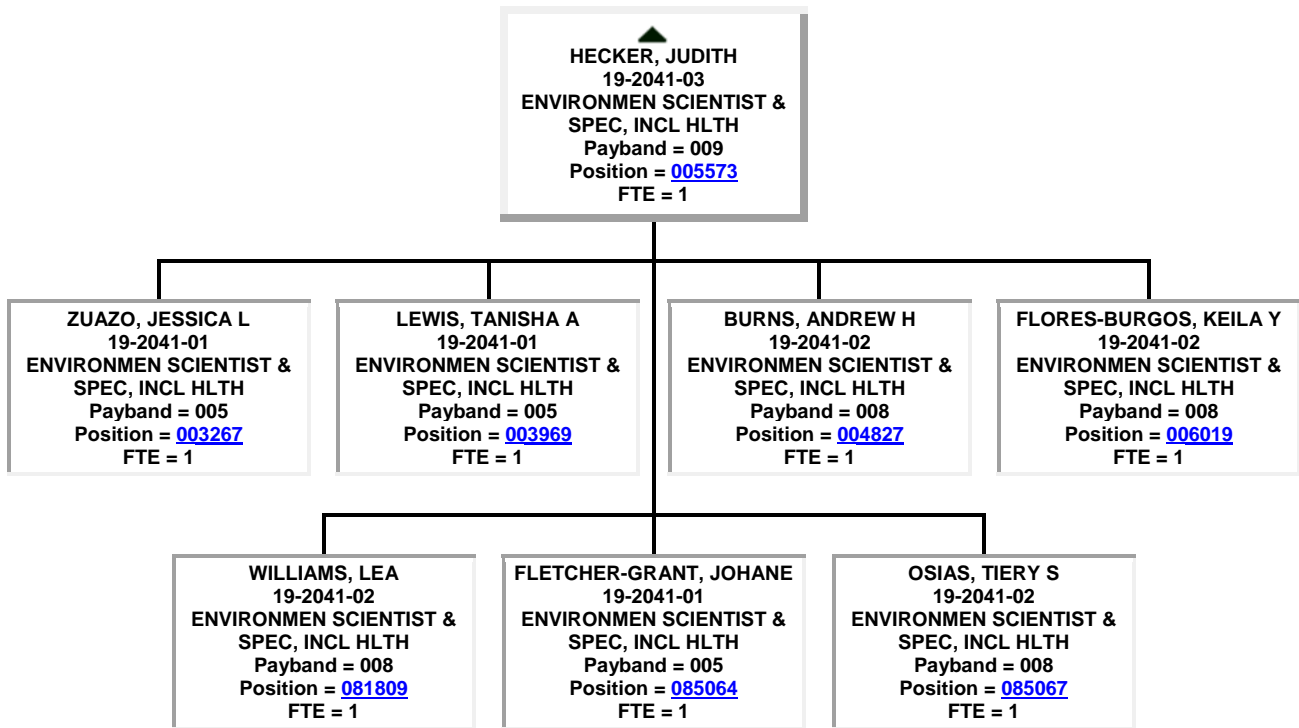 HECKER, JUDITH
19-2041-03
ENVIRONMEN SCIENTIST &
SPEC, INCL HLTH
Payband = 009
Position = 005573
FTE = 1
ZUAZO, JESSICA L
19-2041-01
ENVIRONMEN SCIENTIST &
SPEC, INCL HLTH
Payband = 005
Position = 003267
FTE = 1
LEWIS, TANISHA A
19-2041-01
ENVIRONMEN SCIENTIST &
SPEC, INCL HLTH
Payband = 005
Position = 003969
FTE = 1
BURNS, ANDREW H
19-2041-02
ENVIRONMEN SCIENTIST &
SPEC, INCL HLTH
Payband = 008
Position = 004827
FTE = 1
FLORES-BURGOS, KEILA Y
19-2041-02
ENVIRONMEN SCIENTIST &
SPEC, INCL HLTH
Payband = 008
Position = 006019
FTE = 1
WILLIAMS, LEA
19-2041-02
ENVIRONMEN SCIENTIST &
SPEC, INCL HLTH
Payband = 008
Position = 081809
FTE = 1
FLETCHER-GRANT, JOHANE
19-2041-01
ENVIRONMEN SCIENTIST &
SPEC, INCL HLTH
Payband = 005
Position = 085064
FTE = 1
OSIAS, TIERY S
19-2041-02
ENVIRONMEN SCIENTIST &
SPEC, INCL HLTH
Payband = 008
Position = 085067
FTE = 1